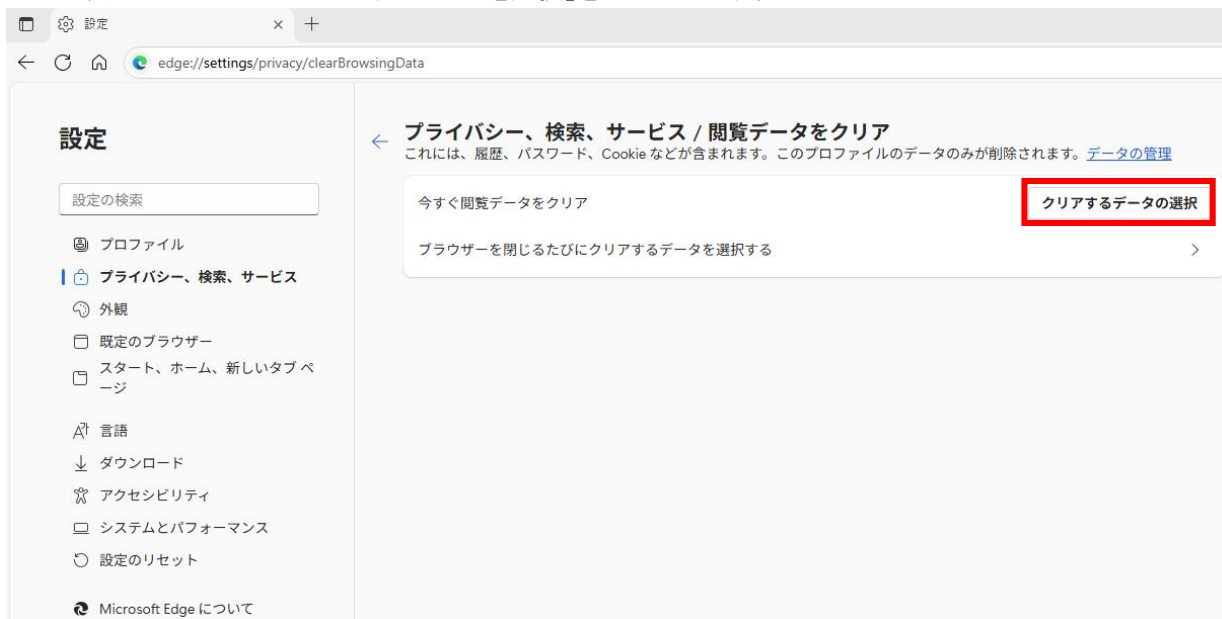 設定
edge://settings/privacy/clearBrowsingData
設定
設定の検索
プロファイル
プライバシー、検索、サービス
外観
既定のブラウザー
スタート、ホーム、新しいタブ ペ
ージ
言語
ダウンロード
アクセシビリティ
システムとパフォーマンス
設定のリセット
Microsoft Edge について
プライバシー、検索、サービス / 閲覧データをクリア
これには、履歴、パスワード、Cookie などが含まれます。このプロファイルのデータのみが削除されます。データの管理
今すぐ閲覧データをクリア
クリアするデータの選択
ブラウザーを閉じるたびにクリアするデータを選択する